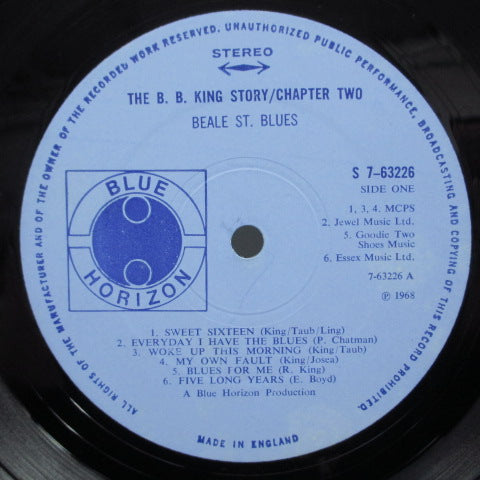 ALL RIGHTS OF THE MANUFACTURER AND OF THE OWNER OF THE RECORDED WORK RESERVED. UNAUTHORIZED PUBLIC PERFORMANCE, BROADCASTING AND COPYING OF THIS RECORD PROHIBITED.
STEREO
THE B. B. KING STORY/CHAPTER TWO
BEALE ST. BLUES
S 7-63226
SIDE ONE
BLUE
HORIZON
1, 3, 4. MCPS
2. Jewel Music Ltd.
5. Goodie Two
Shoes Music
6. Essex Music Ltd.
7-63226 A
Ⓟ 1968
1. SWEET SIXTEEN (King/Taub/Ling)
2. EVERYDAY I HAVE THE BLUES (P. Chatman)
3. WOKE UP THIS MORNING (King/Taub)
4. MY OWN FAULT (King/Josea)
5. BLUES FOR ME (R. King)
6. FIVE LONG YEARS (E. Boyd)
A Blue Horizon Production
MADE IN ENGLAND